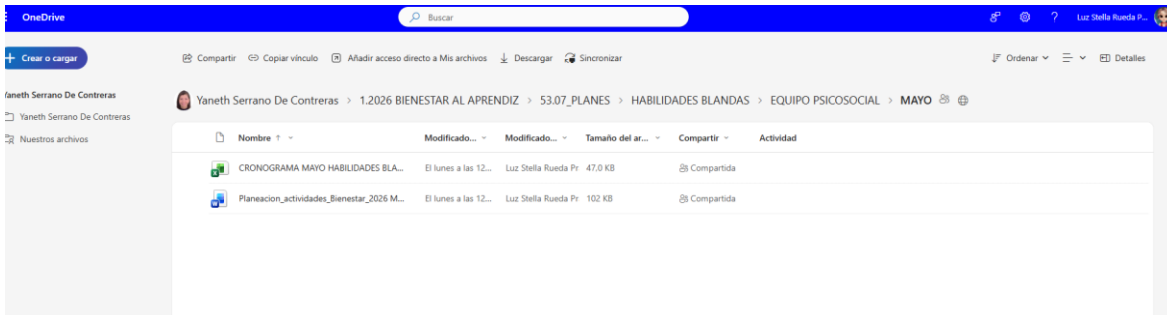 OneDrive
Buscar
Luz Stella Rueda P...
Crear o cargar
Compartir Copiar vínculo Añadir acceso directo a Mis archivos Descargar Sincronizar
Ordenar Detalles
Yaneth Serrano De Contreras
Yaneth Serrano De Contreras
Nuestros archivos
Yaneth Serrano De Contreras > 1.2026 BIENESTAR AL APRENDIZ > 53.07_PLANES > HABILIDADES BLANDAS > EQUIPO PSICOSOCIAL > MAYO
Nombre Modificado... Modificado... Tamaño del ar... Compartir Actividad
CRONOGRAMA MAYO HABILIDADES BLA... El lunes a las 12... Luz Stella Rueda Pr 47.0 KB Compartida
Planeacion_actividades_Bienestar_2026 M... El lunes a las 12... Luz Stella Rueda Pr 102 KB Compartida